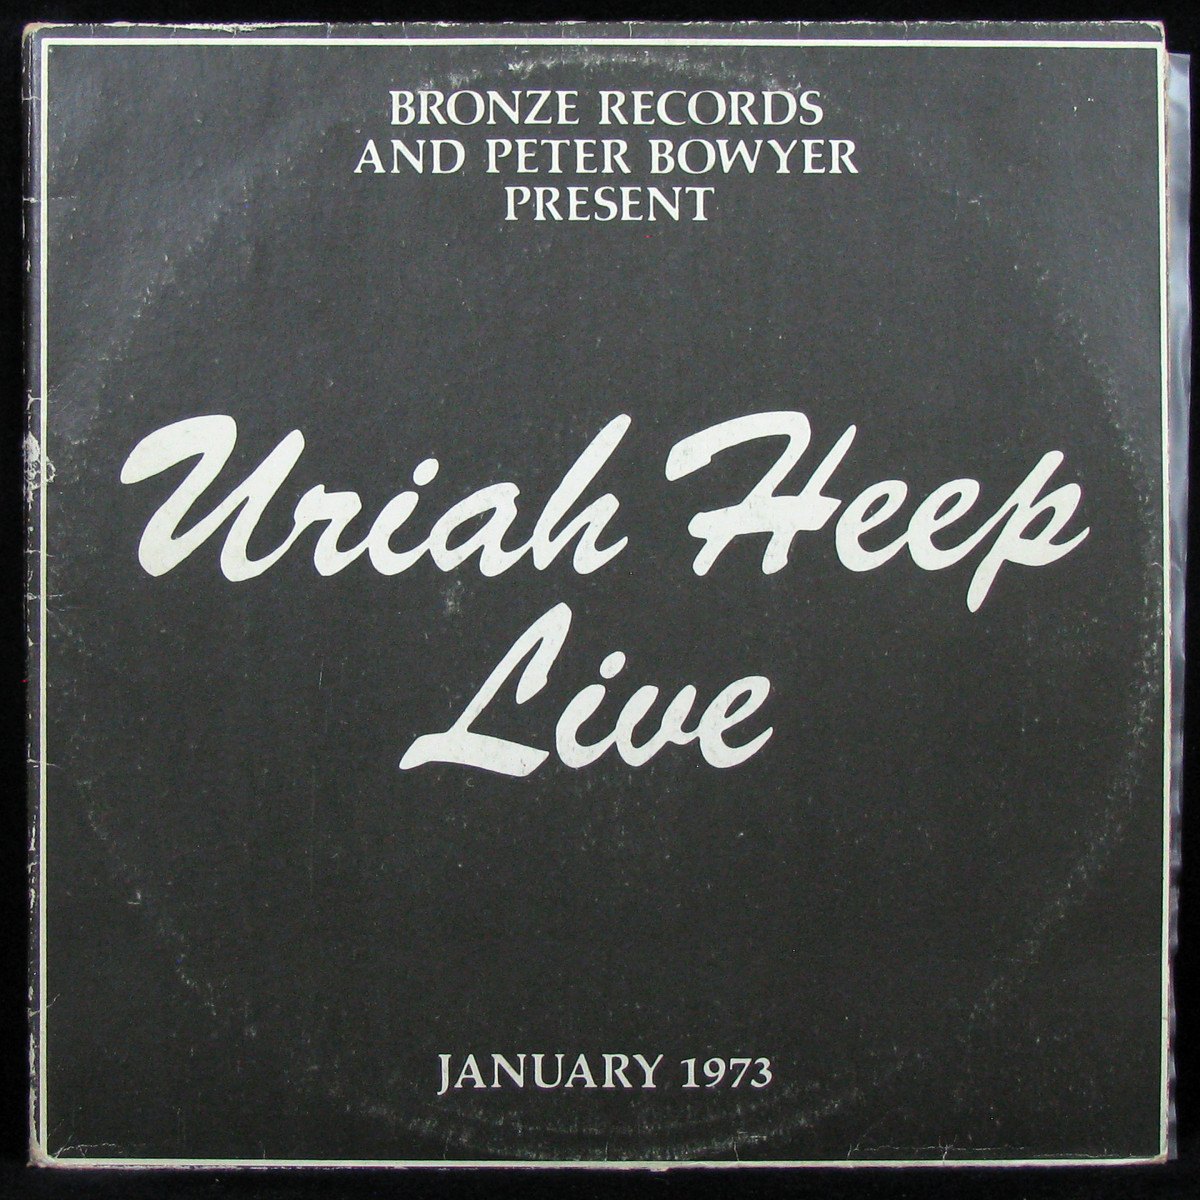 BRONZE RECORDS
AND PETER BOWYER
PRESENT
Uriah Heep
Live
JANUARY 1973